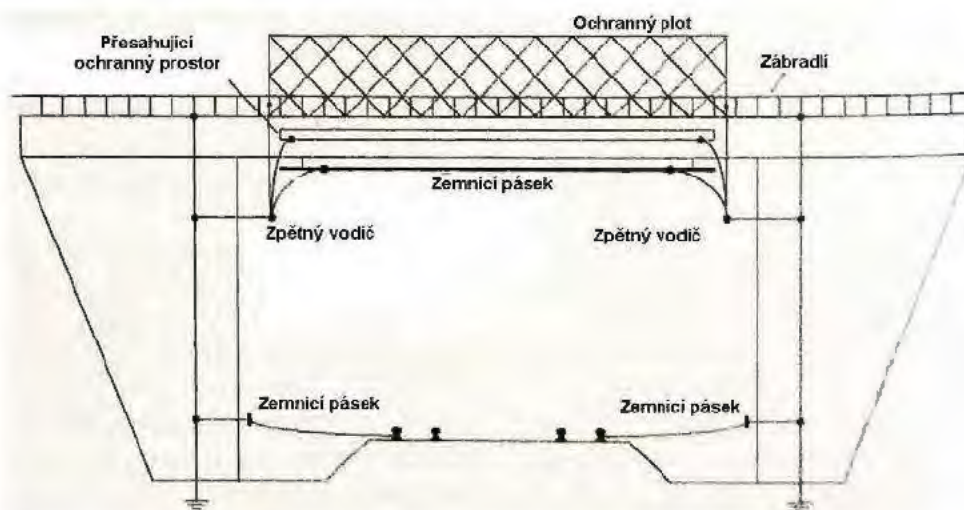 Ochranný plot
Přesahující
ochranný prostor
Zábradlí
Zemnicí pásek
Zpětný vodič
Zpětný vodič
Zemnicí pásek
Zemnicí pásek